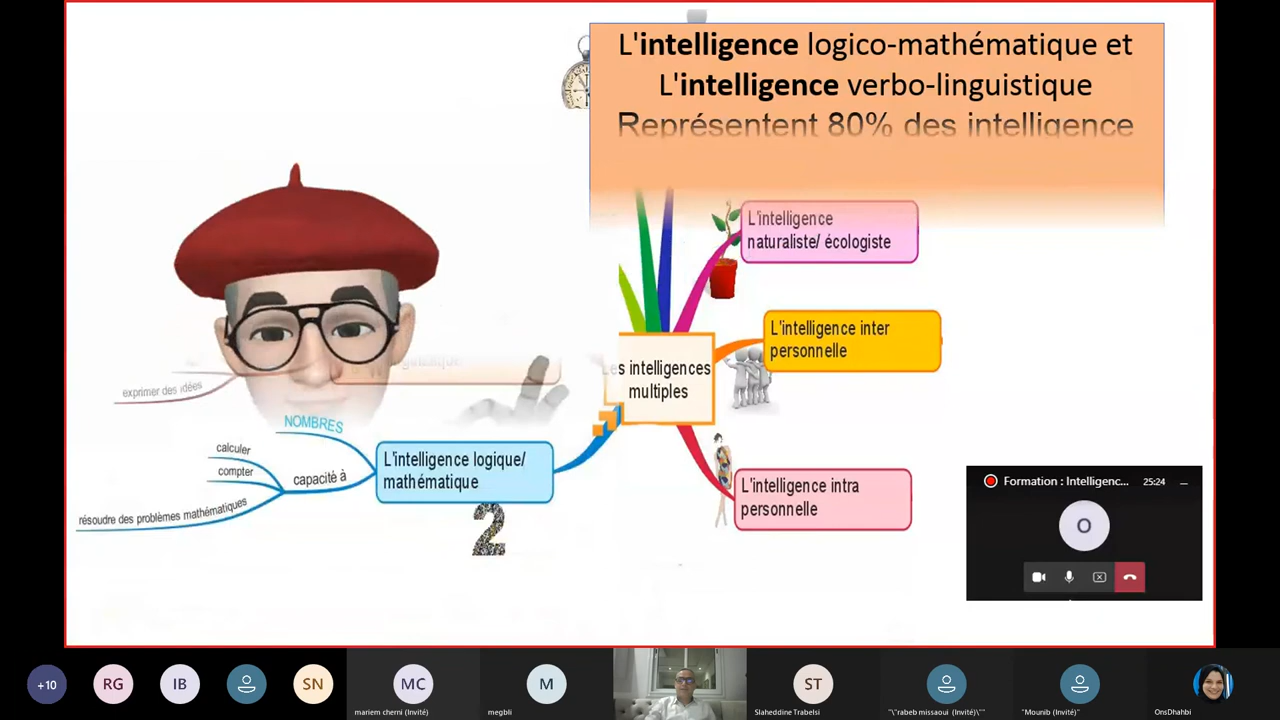 L'intelligence logico-mathématique et
L'intelligence verbo-linguistique
Représentent 80% des intelligence
L'intelligence
naturaliste/ écologiste
L'intelligence inter
personnelle
Les intelligences
multiples
exprimer des idées
NOMBRES
calculer
compter
capacité à
résoudre des problèmes mathématiques
L'intelligence logique/
mathématique
2
L'intelligence intra
personnelle
Formation : Intelligenc... 25:24
O
+10
RG
IB
SN
MC
mariem cherni (Invité)
M
megbli
ST
Slaheddine Trabelsi
"\"rabeb missaoui (Invité)\""
"Mounib (Invité)"
OnsDhahbi